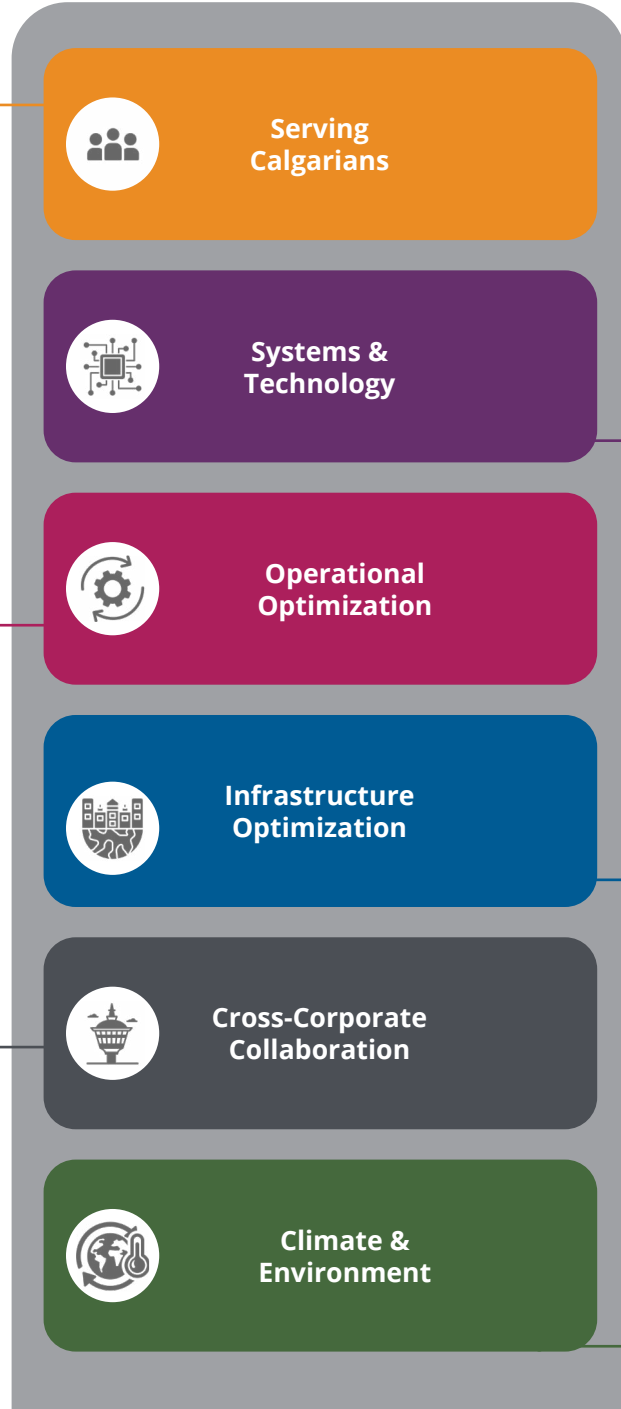 Serving
Calgarians
Systems &
Technology
Operational
Optimization
Infrastructure
Optimization
Cross-Corporate
Collaboration
Climate &
Environment